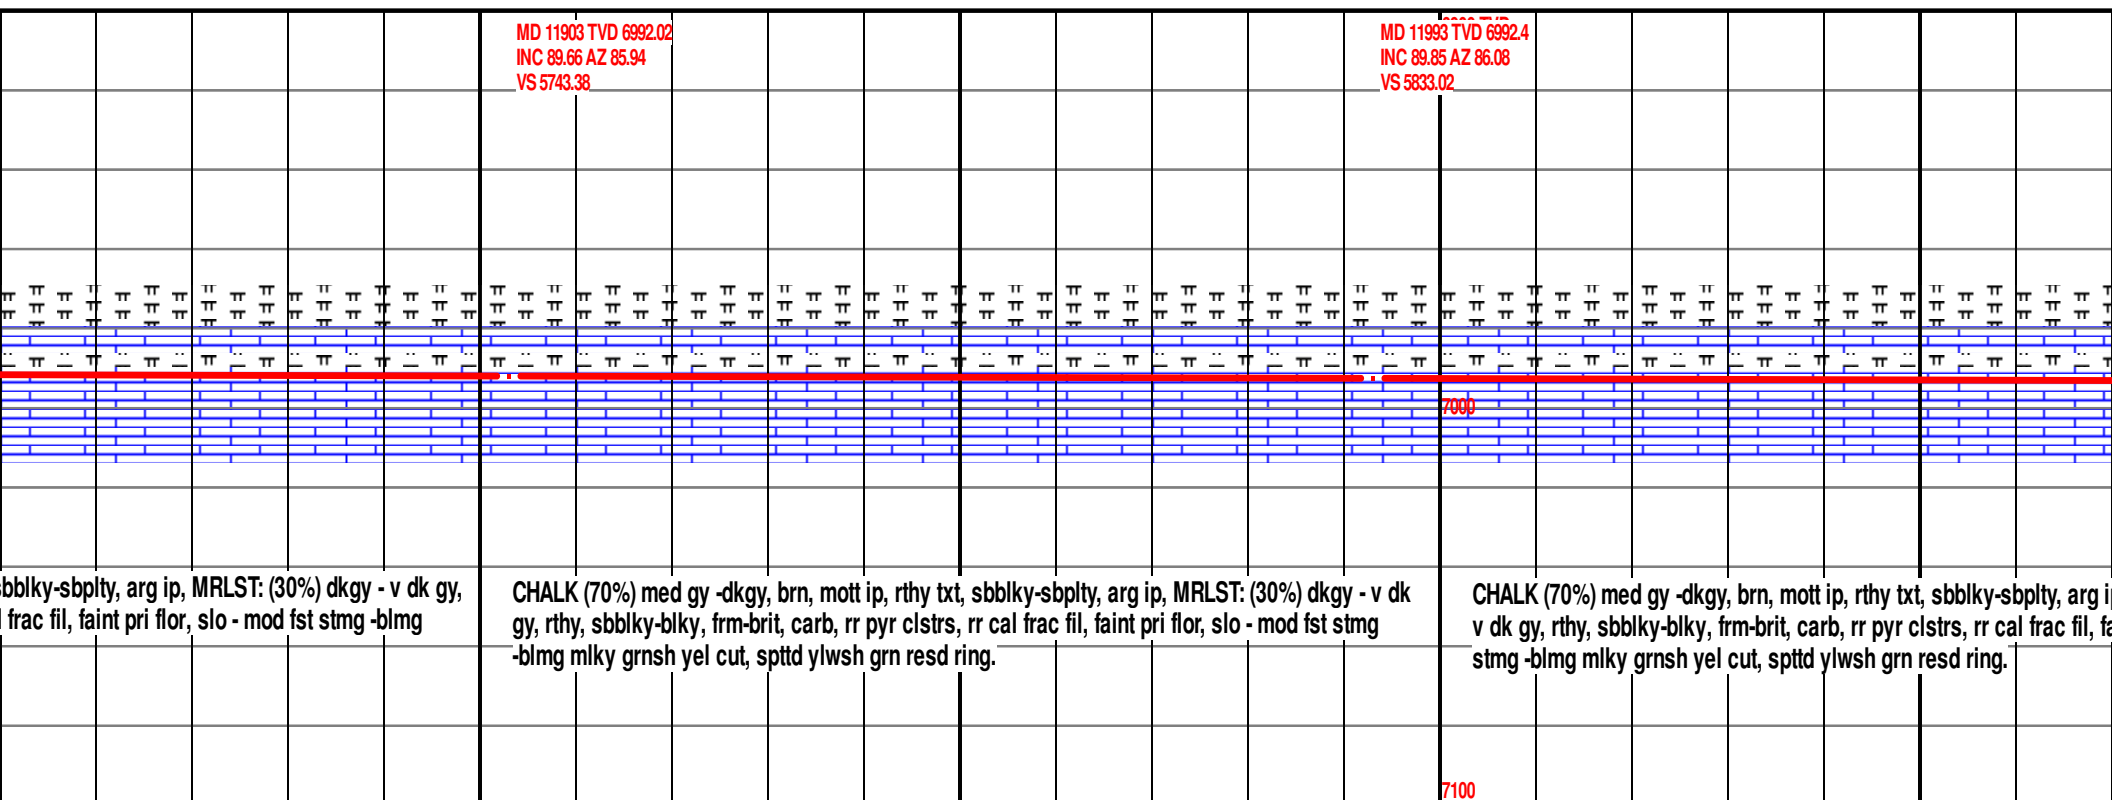 MD 11903 TVD 6992.02
INC 89.66 AZ 85.94
VS 5743.38
MD 11993 TVD 6992.4
INC 89.85 AZ 86.08
VS 5833.02
7000
sbblky-sbplty, arg ip, MRLST: (30%) dkgy - v dk gy,
frac fil, faint pri flor, slo - mod fst stmg -blmg
CHALK (70%) med gy -dkgy, brn, mott ip, rthy txt, sbblky-sbplty, arg ip, MRLST: (30%) dkgy - v dk
gy, rthy, sbblky-blky, frm-brit, carb, rr pyr clstrs, rr cal frac fil, faint pri flor, slo - mod fst stmg
-blmg mlky grnsh yel cut, spttd ylwsh grn resd ring.
CHALK (70%) med gy -dkgy, brn, mott ip, rthy txt, sbblky-sbplty, arg
v dk gy, rthy, sbblky-blky, frm-brit, carb, rr pyr clstrs, rr cal frac fil,
stmg -blmg mlky grnsh yel cut, spttd ylwsh grn resd ring.
7100